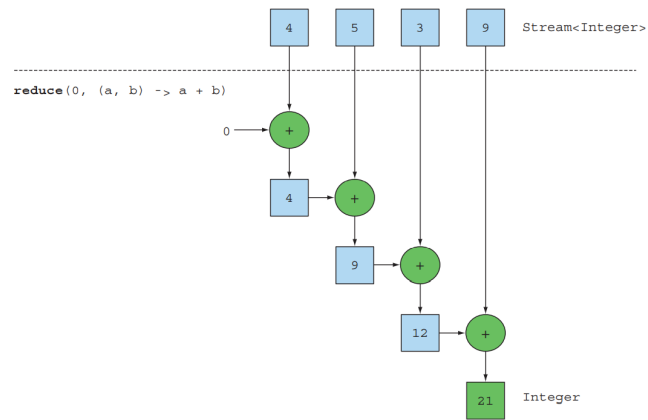 4 5 3 9 Stream<Integer>
reduce(0, (a, b) -> a + b)
0 +
4 +
9 +
12 +
21 Integer